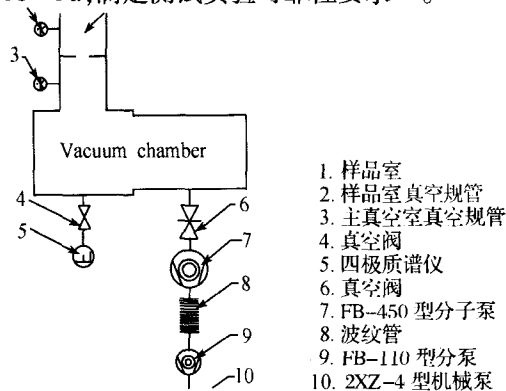 3
Vacuum chamber
4
5
6
7
8
9
10
1. 样品室
2. 样品室真空规管
3. 主真空室真空规管
4. 真空阀
5. 四极质谱仪
6. 真空阀
7. FB-450 型分子泵
8. 波纹管
9. FB-110 型分泵
10. 2XZ-4 型机械泵